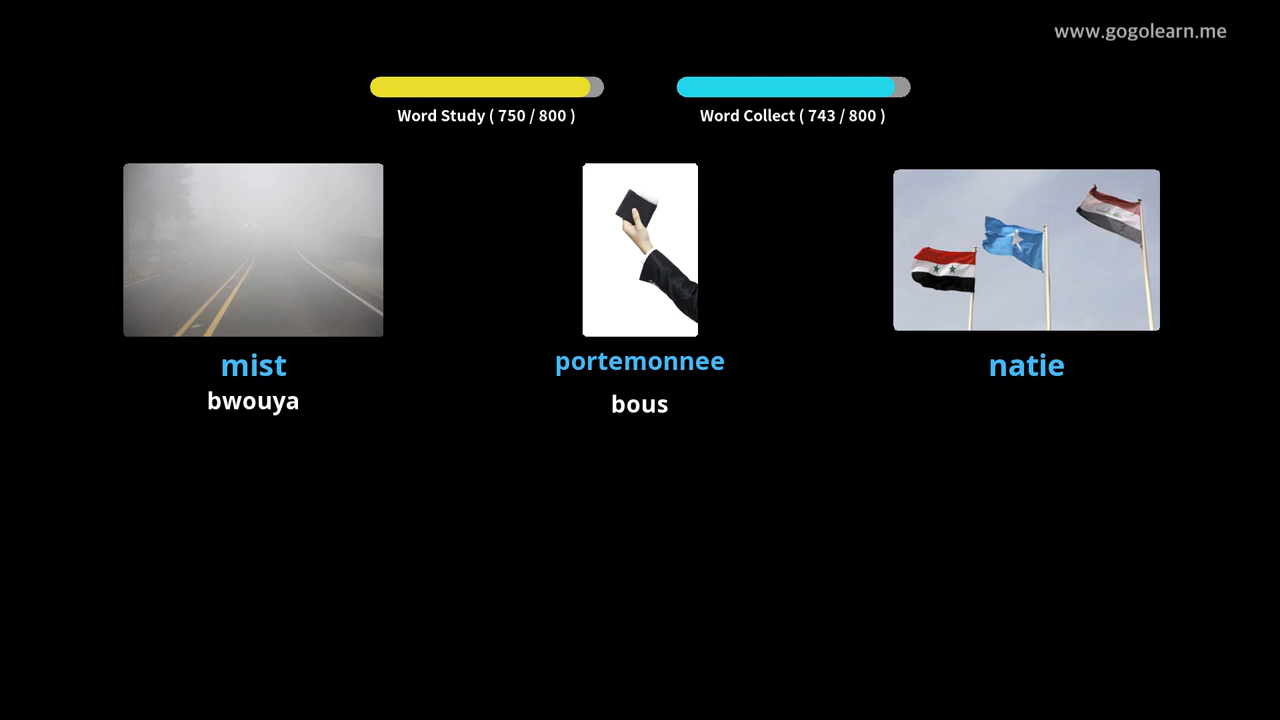 www.gogolearn.me
Word Study ( 750 / 800 )
Word Collect ( 743 / 800 )
mist
portemonnee
natie
bwouya
bous